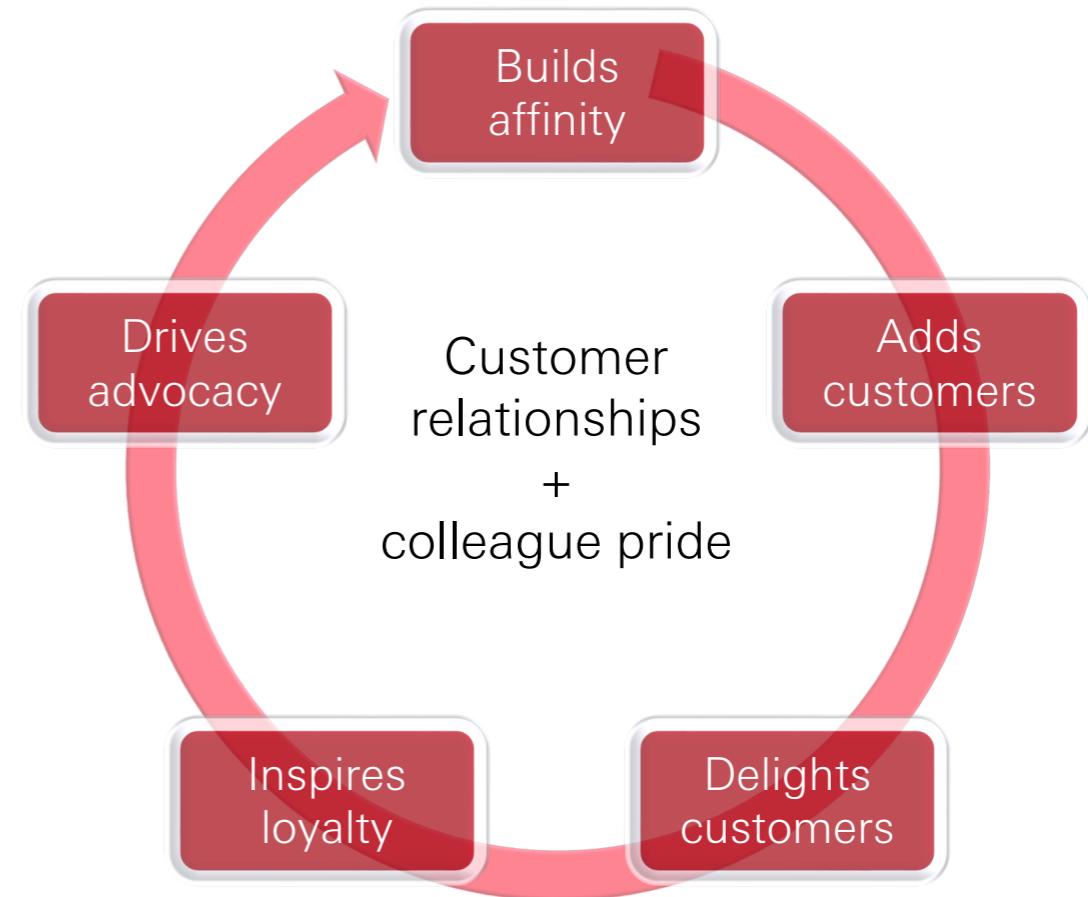 Builds
affinity
Adds
customers
Delights
customers
Inspires
loyalty
Drives
advocacy
Customer
relationships
+
colleague pride